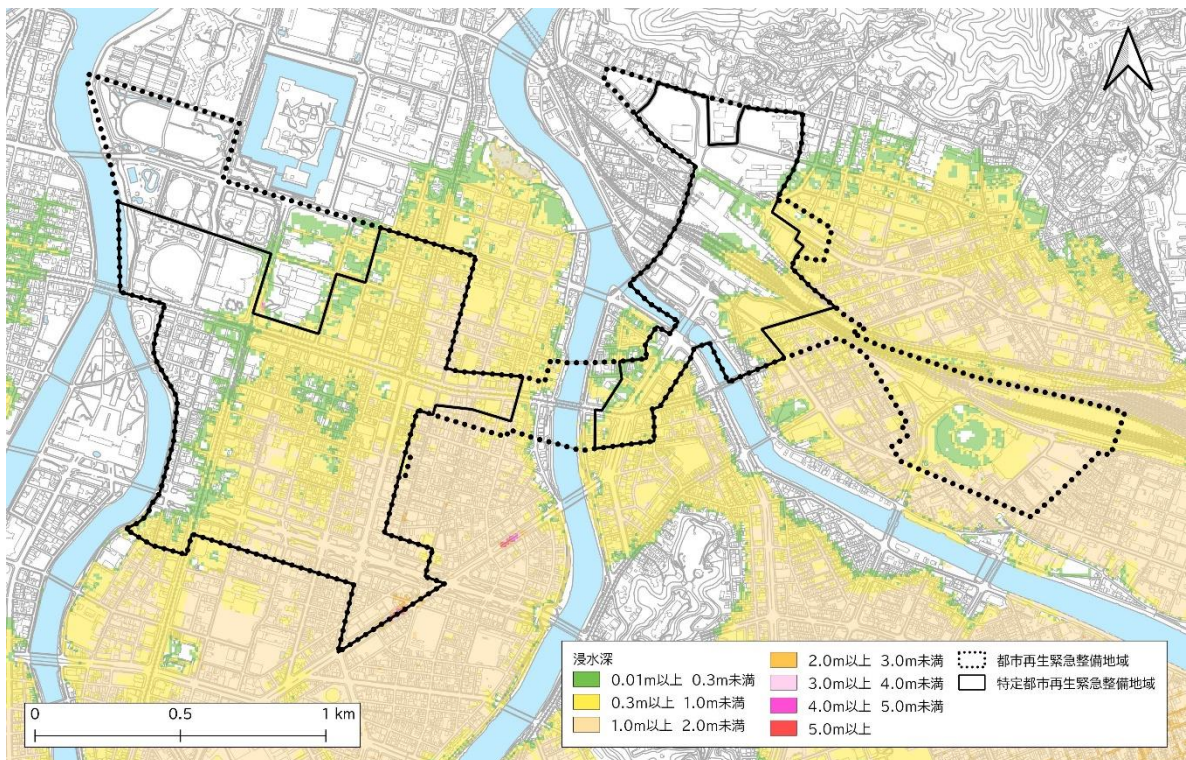 0 0.5 1 km
浸水深
0.01m以上 0.3m未満
0.3m以上 1.0m未満
1.0m以上 2.0m未満
2.0m以上 3.0m未満
3.0m以上 4.0m未満
4.0m以上 5.0m未満
5.0m以上
都市再生緊急整備地域
特定都市再生緊急整備地域